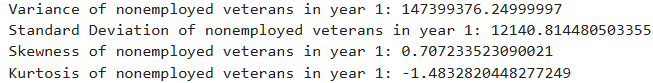 Variance of nonemployed veterans in year 1: 147399376.24999997
Standard Deviation of nonemployed veterans in year 1: 12140.814480503355
Skewness of nonemployed veterans in year 1: 0.707233523090021
Kurtosis of nonemployed veterans in year 1: -1.4832820448277249